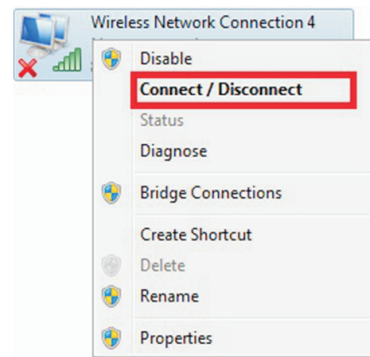 Wireless Network Connection 4
Disable
Connect / Disconnect
Status
Diagnose
Bridge Connections
Create Shortcut
Delete
Rename
Properties